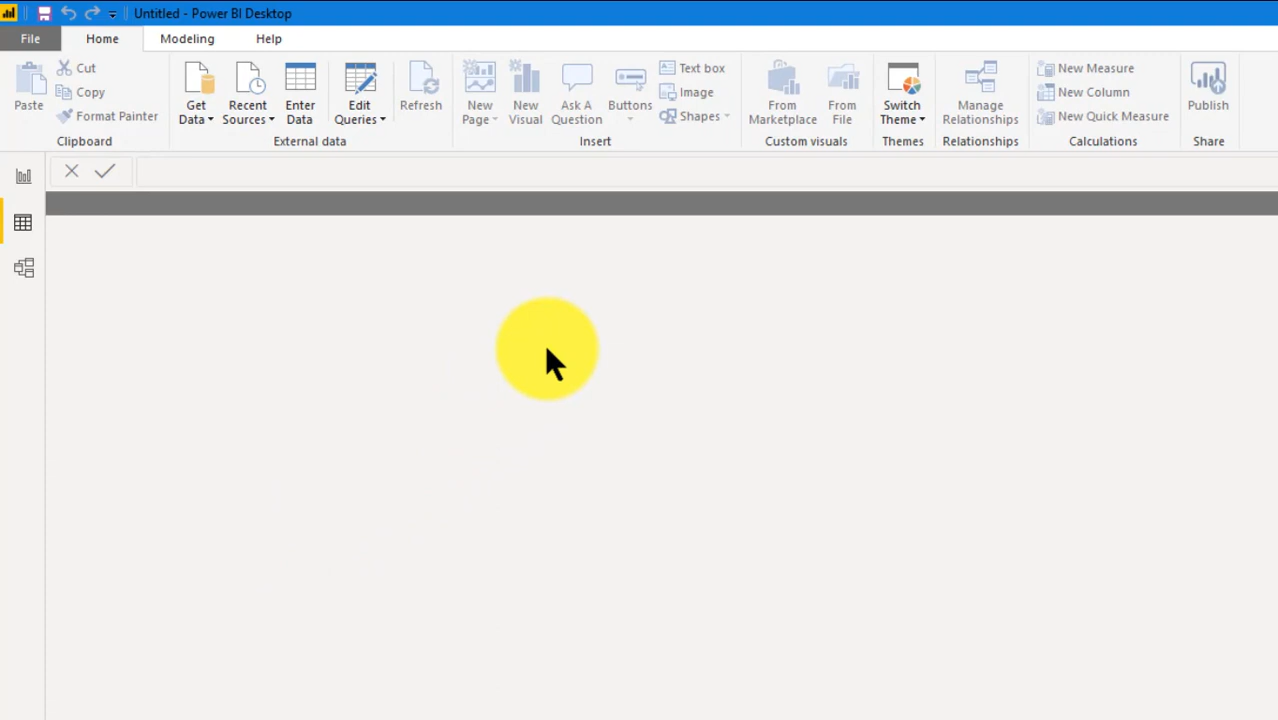 Untitled - Power BI Desktop
File Home Modeling Help
Paste
Cut
Copy
Format Painter
Clipboard
Get Data
Recent Sources
Enter Data
Edit Queries
Refresh
External data
New Page
New Visual
Ask A Question
Buttons
Text box
Image
Shapes
Insert
From Marketplace
From File
Custom visuals
Switch Theme
Themes
Manage Relationships
Relationships
New Measure
New Column
New Quick Measure
Calculations
Publish
Share